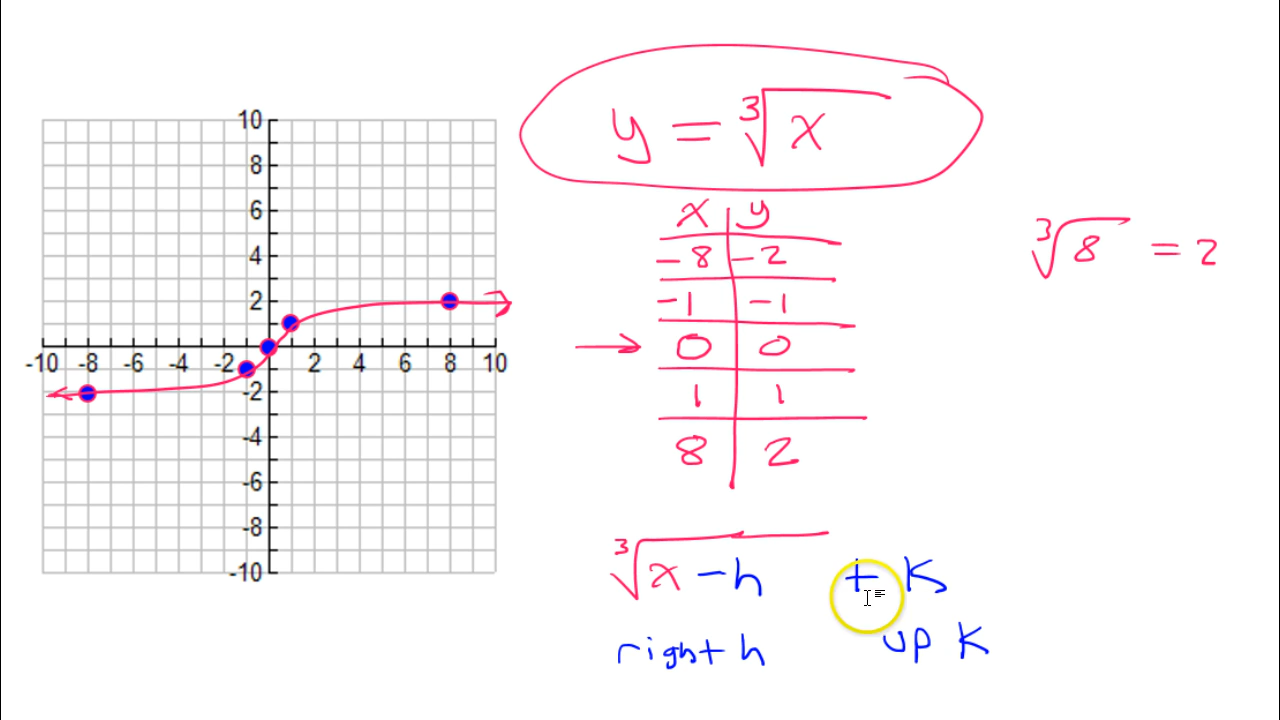 y = ∛x
x | y
-8 | -2
-1 | -1
→ 0 | 0
1 | 1
8 | 2
∛8 = 2
∛x - h + K
right h up K
10
8
6
4
2
-10 -8 -6 -4 -2 2 4 6 8 10
-2
-4
-6
-8
-10